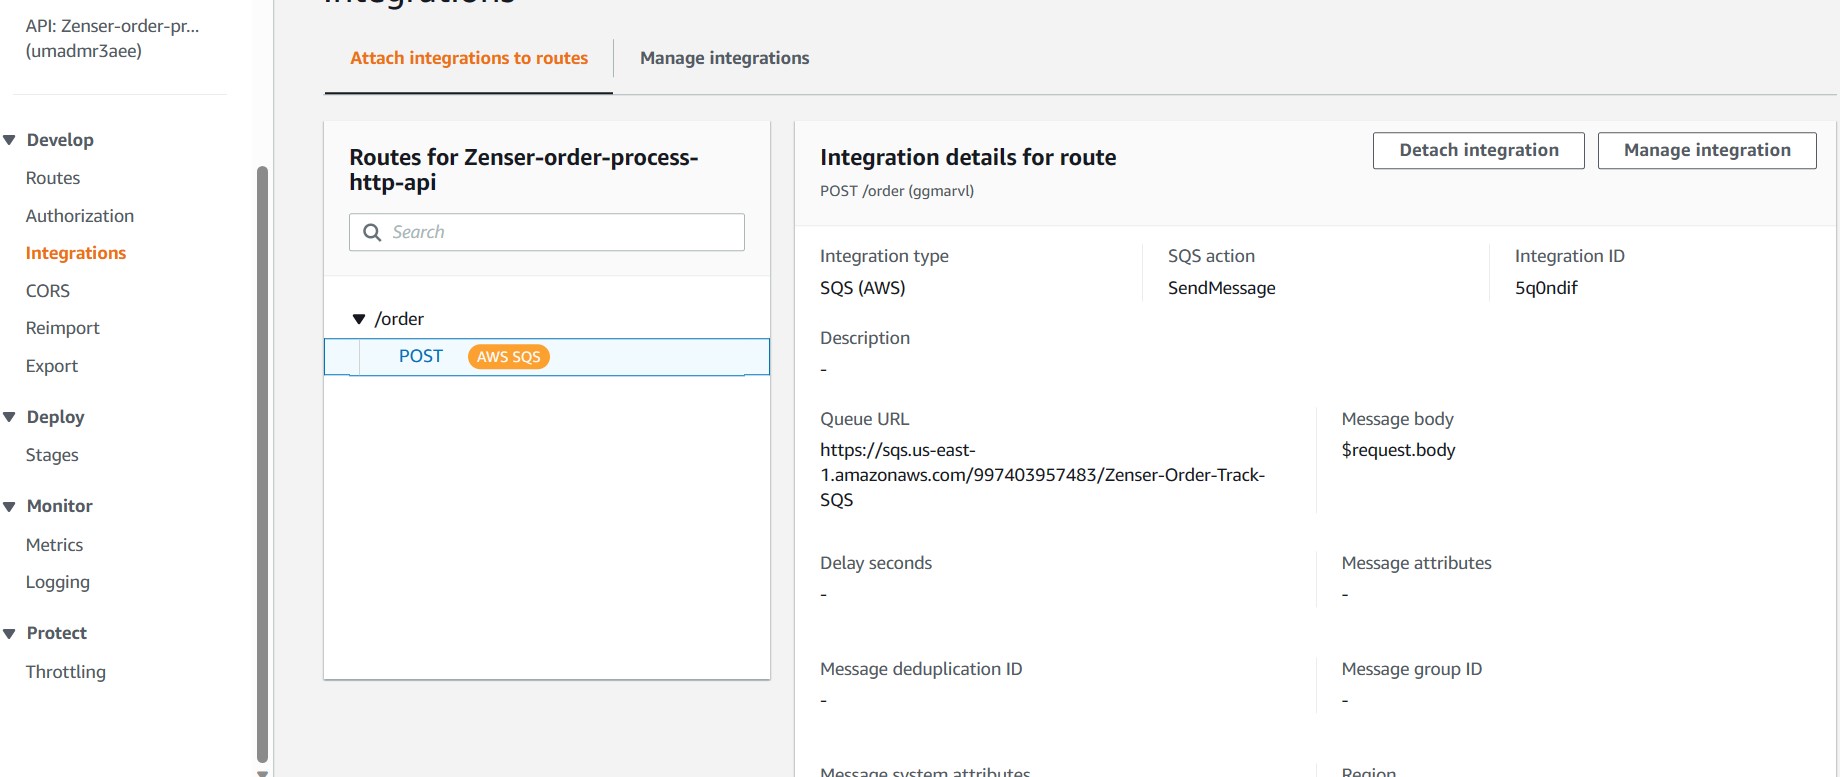 Integrations
API: Zenser-order-pr...
(umadmr3aee)
Develop
Routes
Authorization
Integrations
CORS
Reimport
Export
Deploy
Stages
Monitor
Metrics
Logging
Protect
Throttling
Attach integrations to routes
Manage integrations
Routes for Zenser-order-process-
http-api
Search
/order
POST AWS SQS
Integration details for route
POST /order (ggmarvl)
Detach integration
Manage integration
Integration type
SQS (AWS)
SQS action
SendMessage
Integration ID
5q0ndif
Description
-
Queue URL
https://sqs.us-east-
1.amazonaws.com/997403957483/Zenser-Order-Track-
SQS
Message body
$request.body
Delay seconds
-
Message attributes
-
Message deduplication ID
-
Message group ID
-
Message system attributes
Region